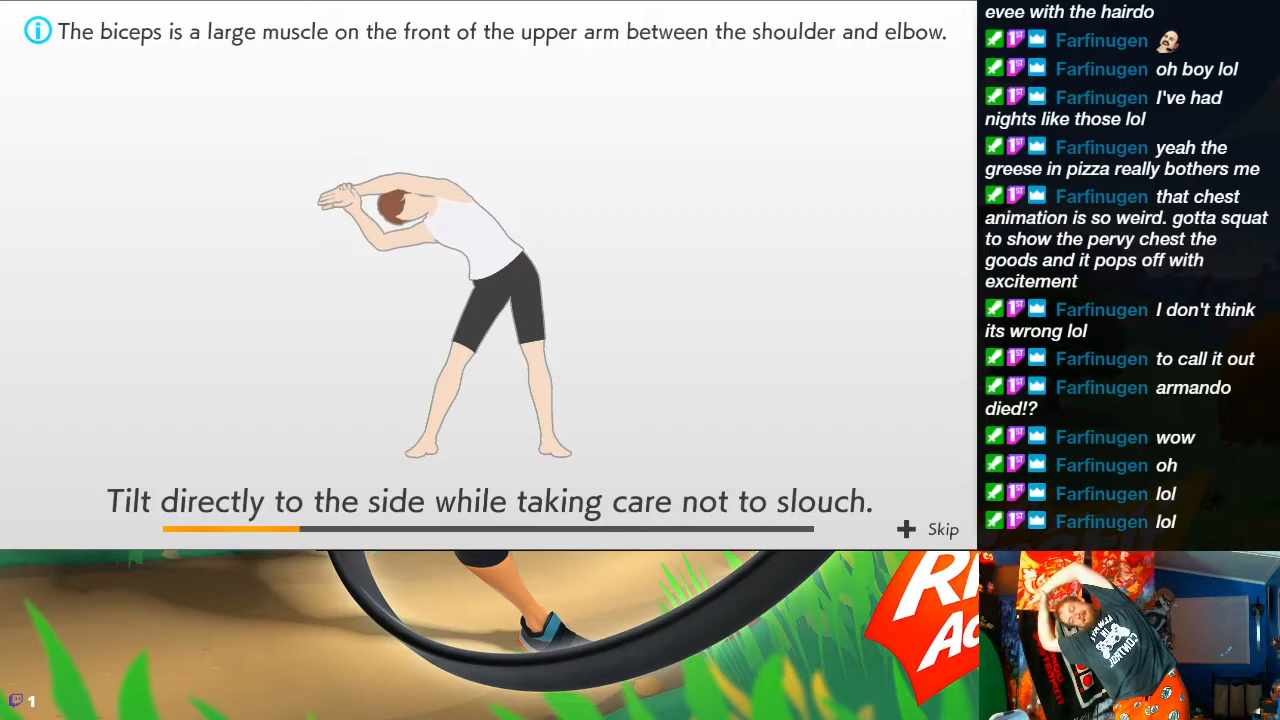 The biceps is a large muscle on the front of the upper arm between the shoulder and elbow.
Tilt directly to the side while taking care not to slouch.
Skip
evee with the hairdo
Farfinugen
Farfinugen oh boy lol
Farfinugen I've had
nights like those lol
Farfinugen yeah the
greese in pizza really bothers me
Farfinugen that chest
animation is so weird. gotta squat
to show the pervy chest the
goods and it pops off with
excitement
Farfinugen I don't think
its wrong lol
Farfinugen to call it out
Farfinugen armando
died!?
Farfinugen wow
Farfinugen oh
Farfinugen lol
Farfinugen lol
1